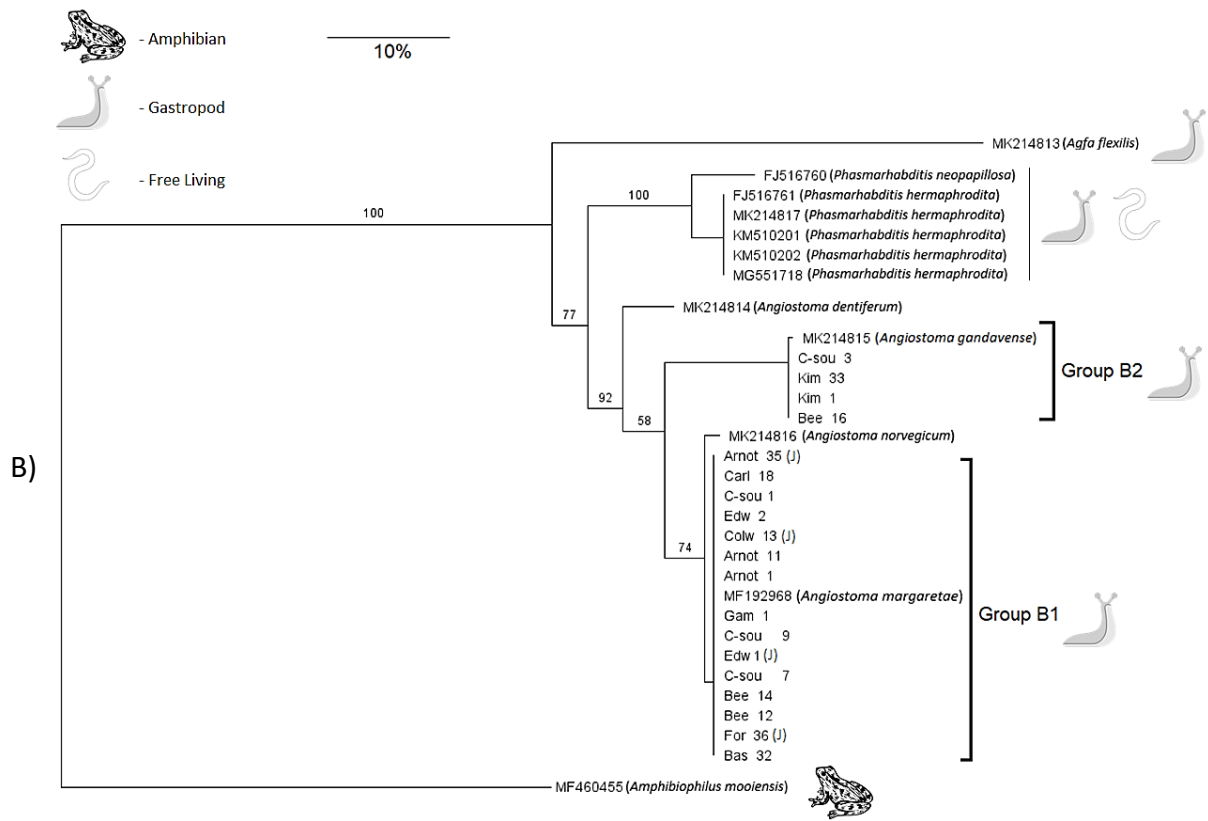 - Amphibian
10%
- Gastropod
- Free Living
MK214813 (Agfa flexilis)
FJ516760 (Phasmarhabditis neopapillosa)
100
FJ516761 (Phasmarhabditis hermaphrodita)
100
MK214817 (Phasmarhabditis hermaphrodita)
KM510201 (Phasmarhabditis hermaphrodita)
KM510202 (Phasmarhabditis hermaphrodita)
MG551718 (Phasmarhabditis hermaphrodita)
MK214814 (Angiostoma dentiferum)
77
MK214815 (Angiostoma gandavense)
C-sou 3
Group B2
Kim 33
Kim 1
92
Bee 16
58
MK214816 (Angiostoma norvegicum)
Arnot 35 (J)
B)
Carl 18
C-sou 1
Edw 2
Colw 13 (J)
74
Arnot 11
Arnot 1
MF192968 (Angiostoma margaretae)
Group B1
Gam 1
C-sou 9
Edw 1 (J)
C-sou 7
Bee 14
Bee 12
For 36 (J)
Bas 32
MF460455 (Amphibiophilus mooiensis)